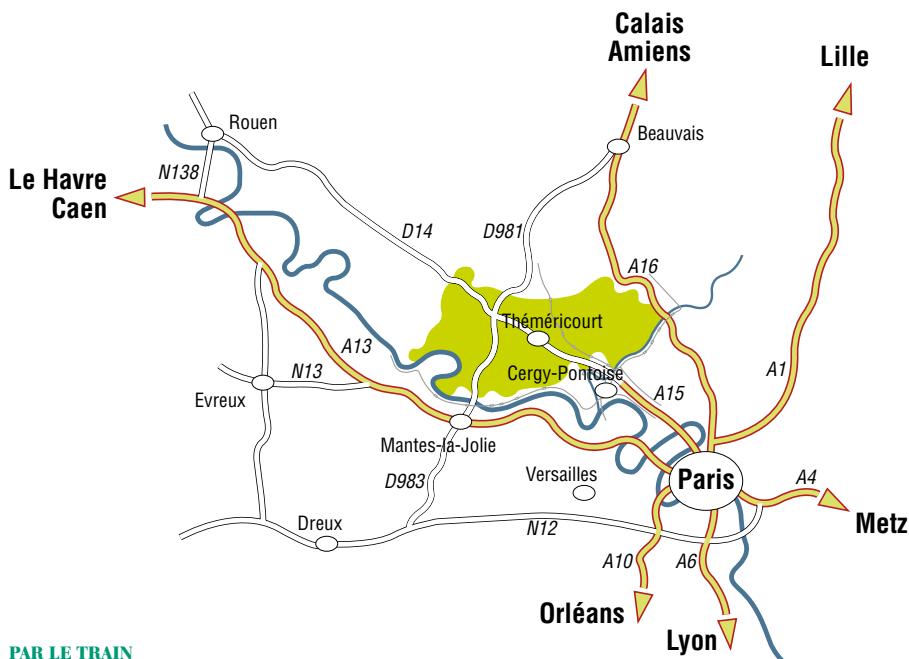 Calais
Amiens
Lille
Rouen
Beauvais
N138
Le Havre
Caen
D14
D981
A16
Théméricourt
A13
A1
N13
Cergy-Pontoise
Evreux
A15
Mantes-la-Jolie
Versailles
Paris
D983
A4
Dreux
N12
Metz
A10
A6
Orléans
Lyon
PAR LE TRAIN